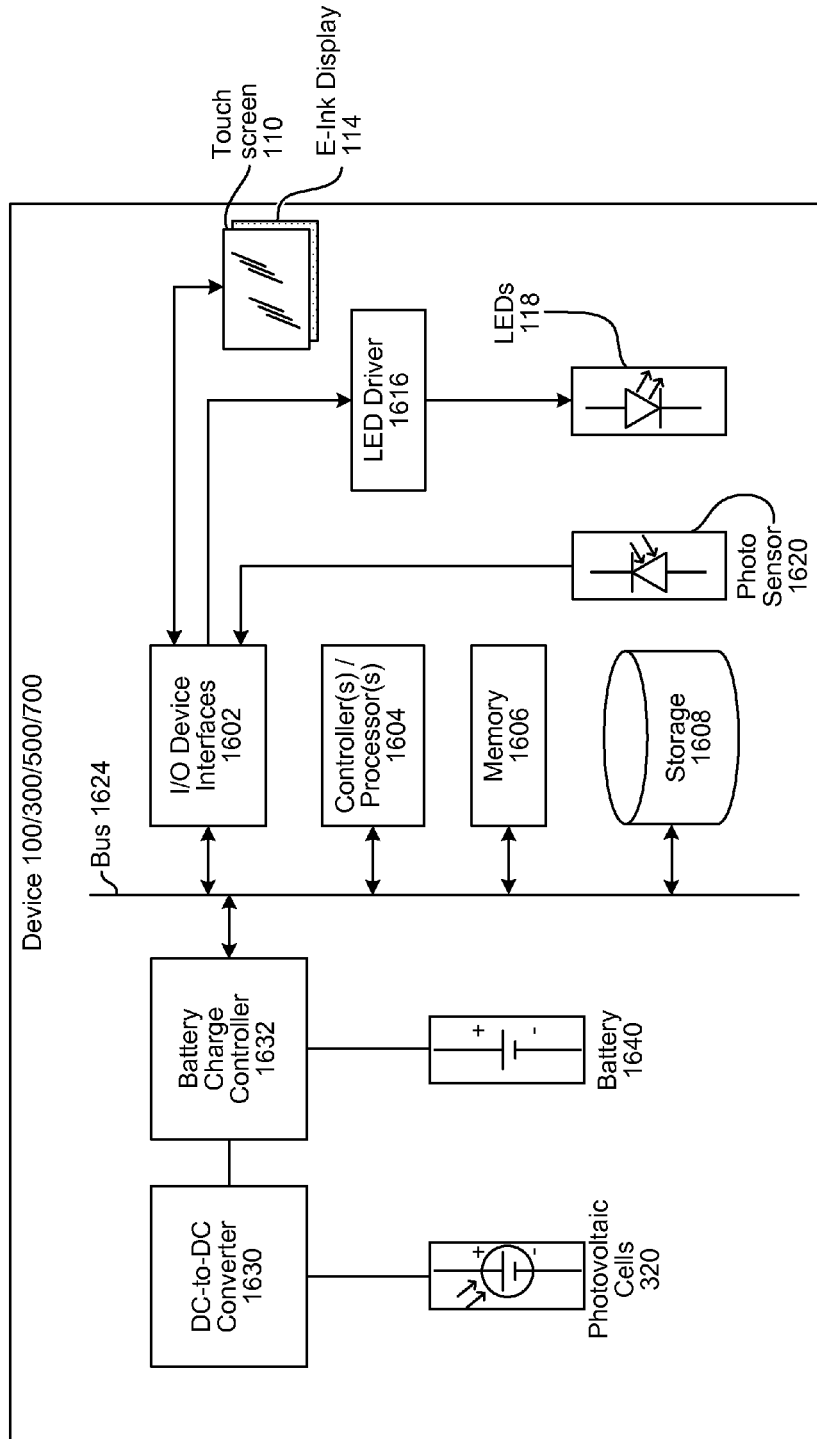 Device 100/300/500/700
Touch
screen
110
E-Ink Display
114
Bus 1624
I/O Device
Interfaces
1602
LED Driver
1616
LEDs
118
Controller(s) /
Processor(s)
1604
Memory
1606
Storage
1608
Photo
Sensor
1620
DC-to-DC
Converter
1630
Battery
Charge
Controller
1632
Photovoltaic
Cells
320
+
-
Battery
1640
+
-